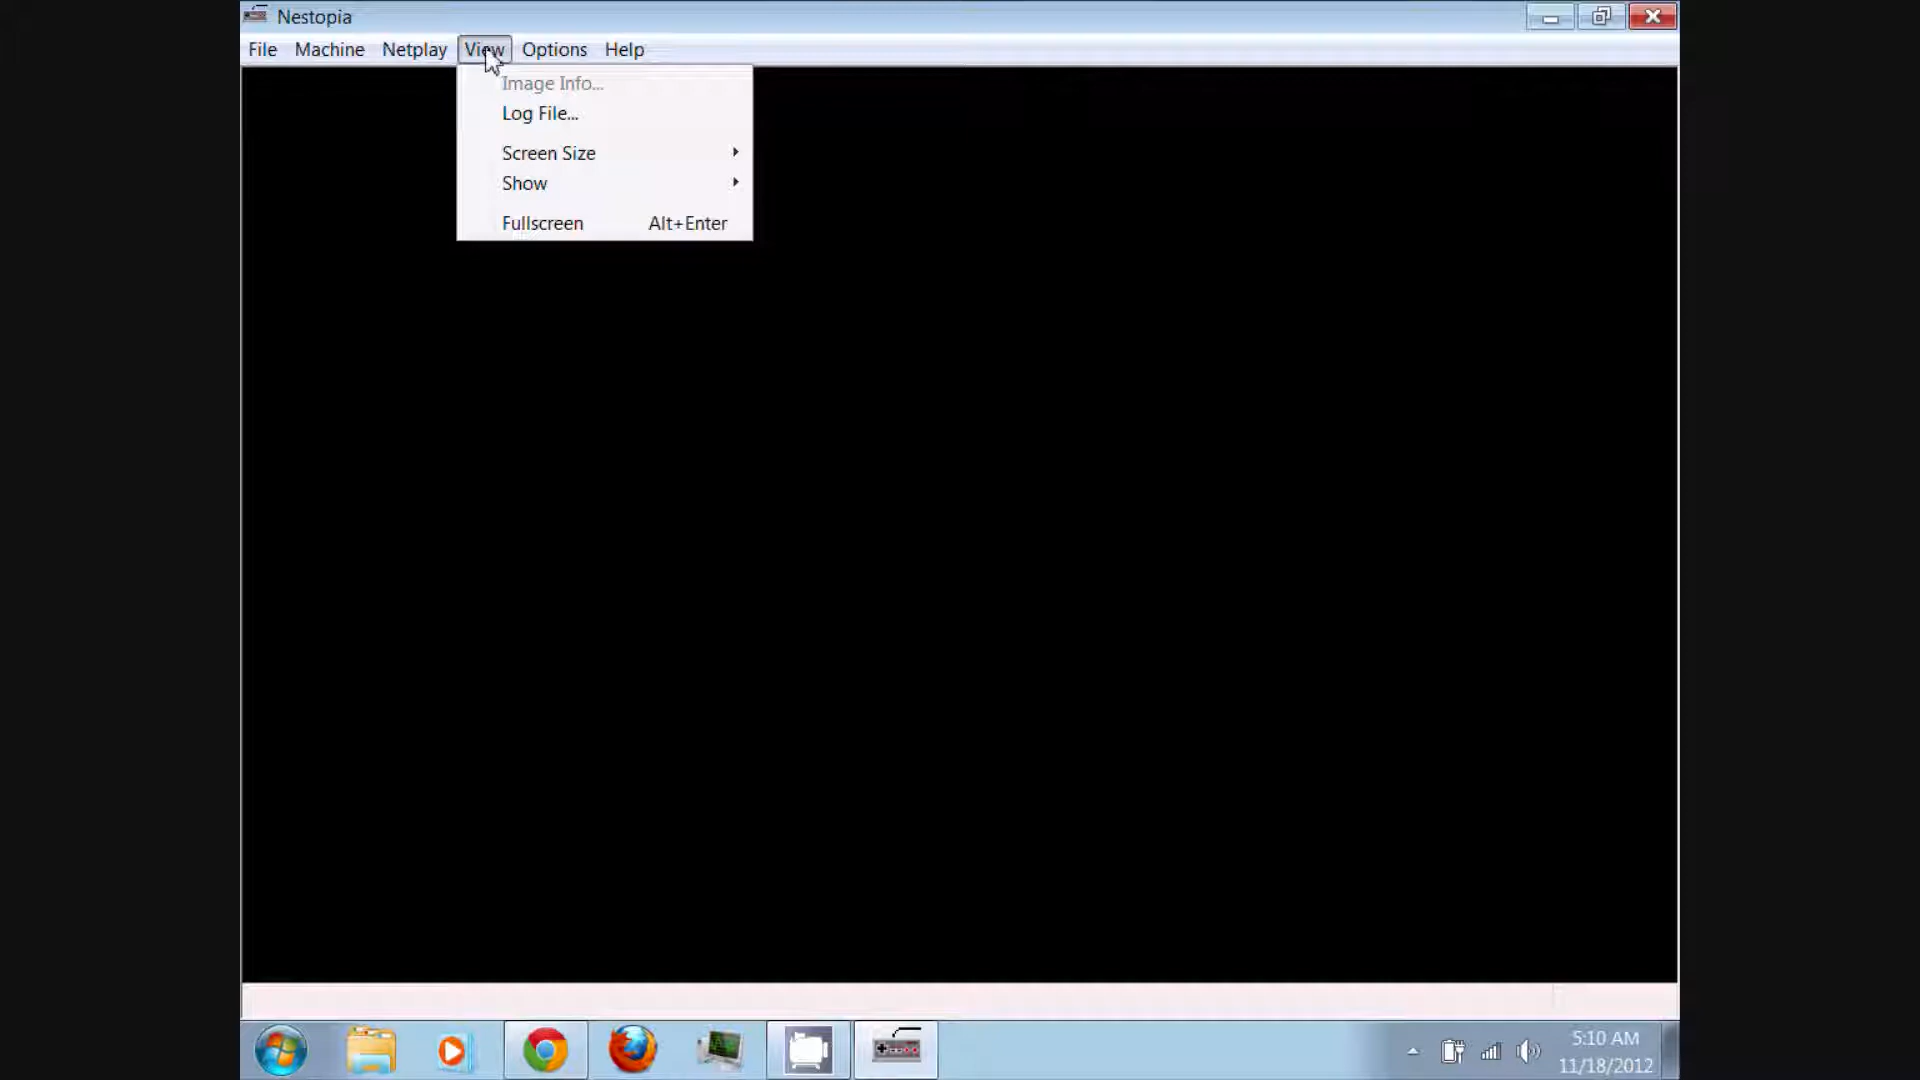 Nestopia
File Machine Netplay View Options Help
Image Info...
Log File...
Screen Size
Show
Fullscreen Alt+Enter
5:10 AM
11/18/2012